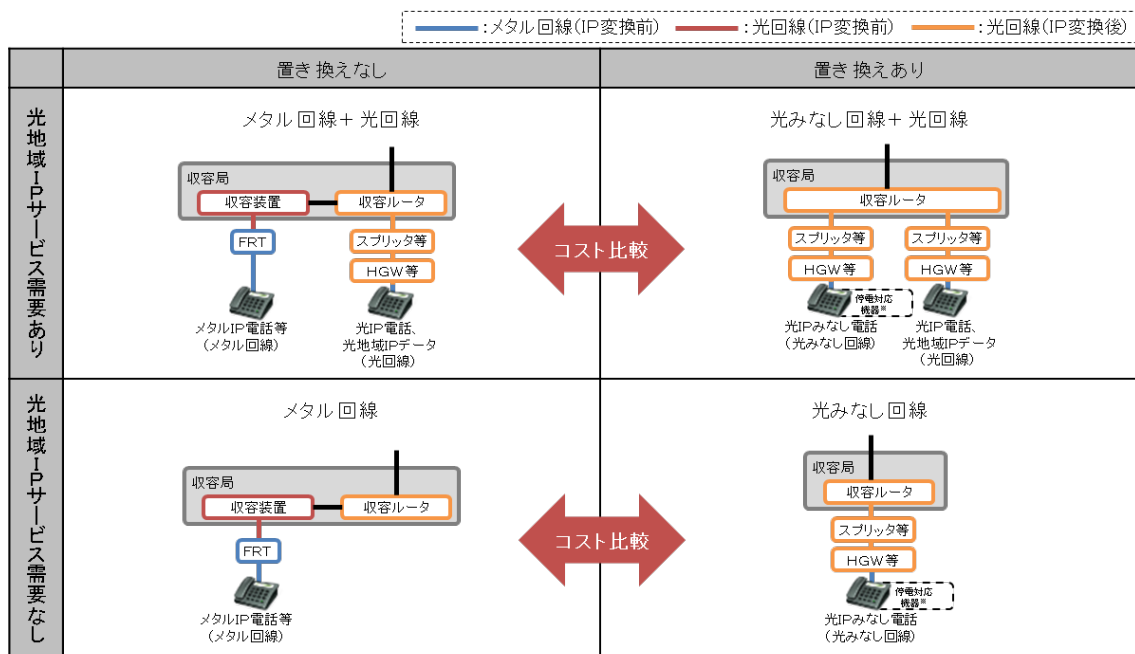 :メタル回線(IP変換前)
:光回線(IP変換前)
:光回線(IP変換後)
置き換えなし
置き換えあり
光地域IPサービス需要あり
メタル回線+光回線
収容局
収容装置
収容ルータ
FRT
スプリッタ等
HGW等
メタルIP電話等
(メタル回線)
光IP電話、
光地域IPデータ
(光回線)
コスト比較
光みなし回線+光回線
収容局
収容ルータ
スプリッタ等
スプリッタ等
HGW等
HGW等
停電対応
機器※
光IPみなし電話
(光みなし回線)
光IP電話、
光地域IPデータ
(光回線)
光地域IPサービス需要なし
メタル回線
収容局
収容装置
収容ルータ
FRT
メタルIP電話等
(メタル回線)
コスト比較
光みなし回線
収容局
収容ルータ
スプリッタ等
HGW等
停電対応
機器※
光IPみなし電話
(光みなし回線)